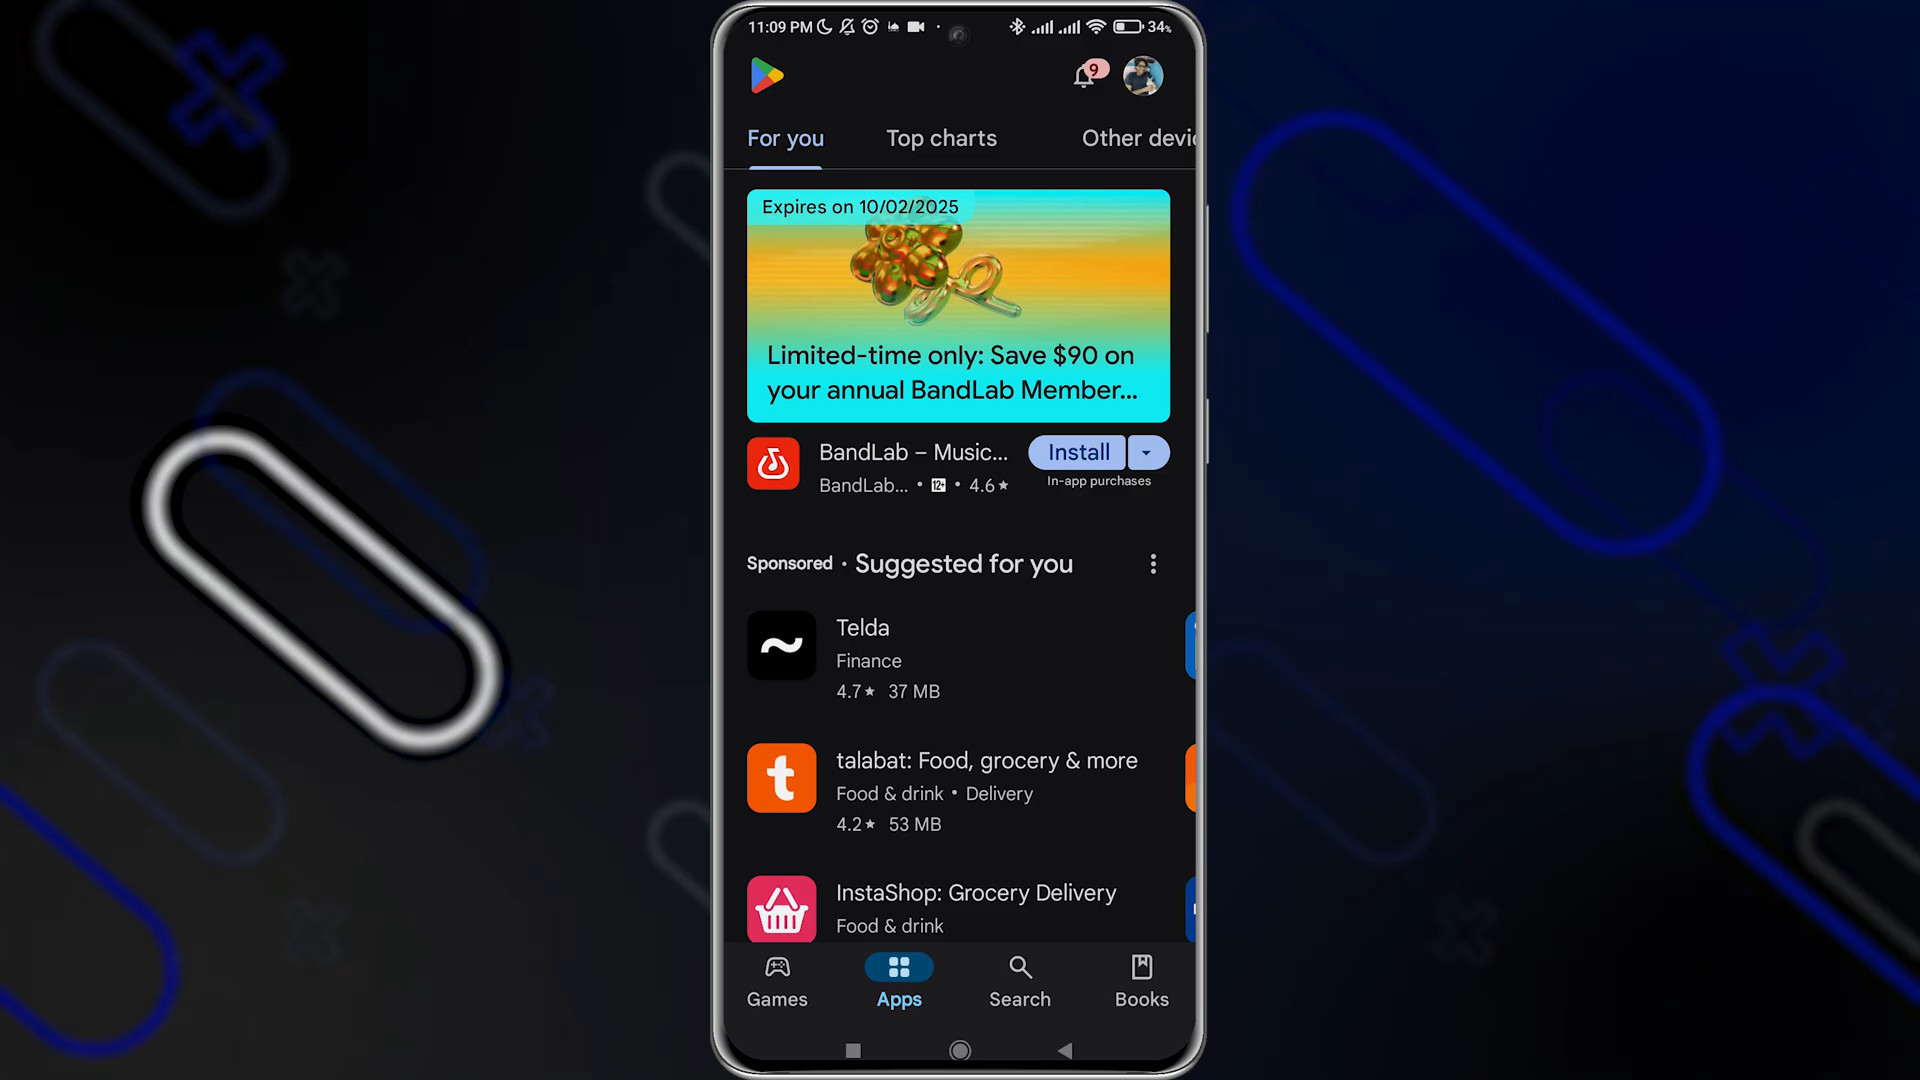 11:09 PM
34%
9
For you
Top charts
Other devic
Expires on 10/02/2025
Limited-time only: Save $90 on
your annual BandLab Member...
BandLab – Music...
Install
BandLab... • 12+ • 4.6★
In-app purchases
Sponsored • Suggested for you
Telda
Finance
4.7★ 37 MB
talabat: Food, grocery & more
Food & drink • Delivery
4.2★ 53 MB
InstaShop: Grocery Delivery
Food & drink
Games
Apps
Search
Books